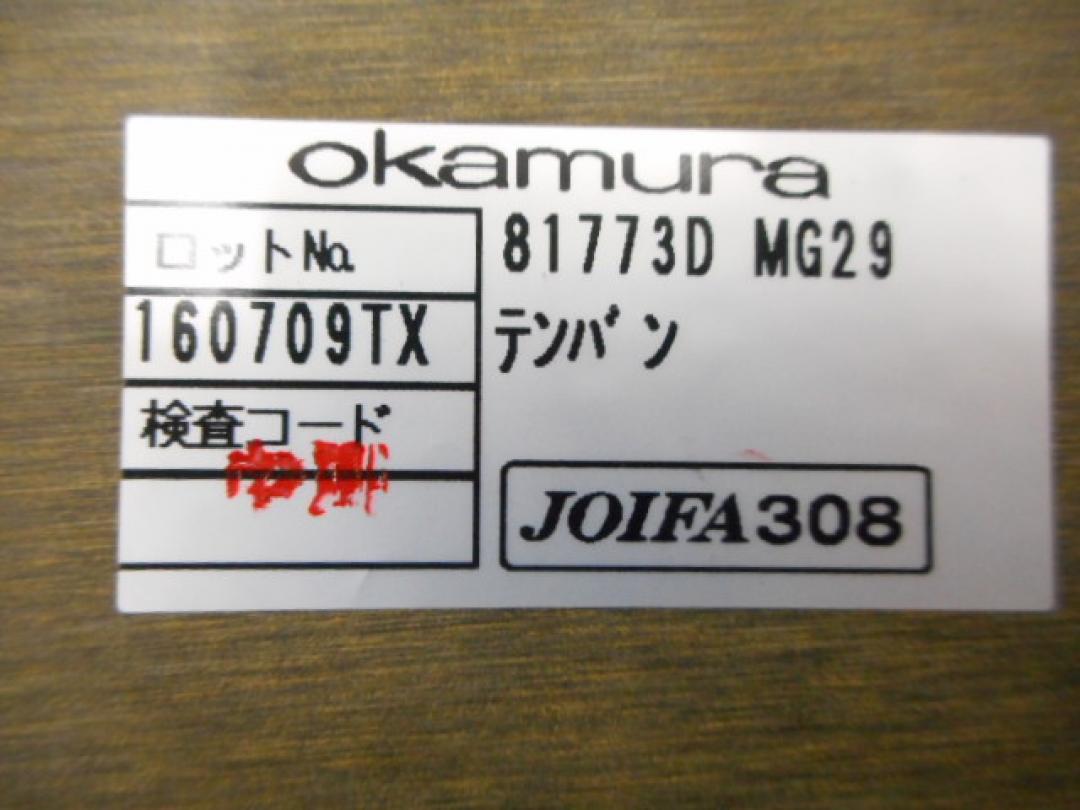 okamura
ロットNo.
81773D MG29
160709TX
テンバン
検査コード
JOIFA308